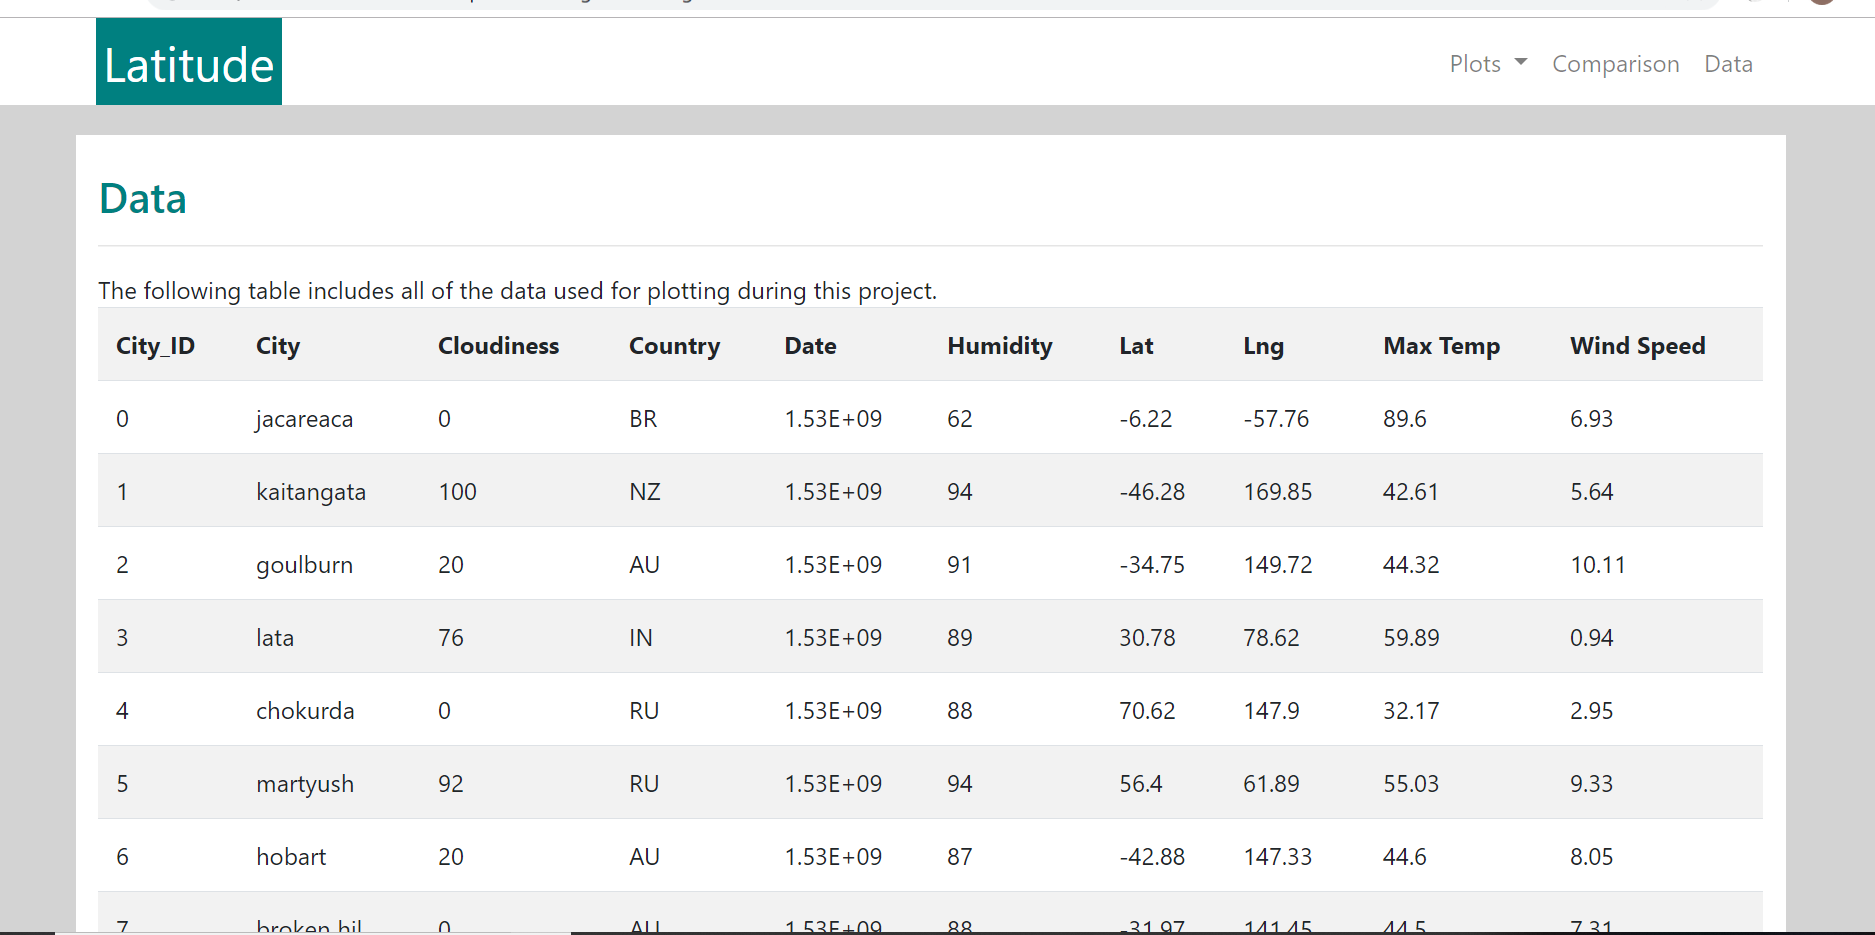 Latitude
Plots Comparison Data
Data
The following table includes all of the data used for plotting during this project.
City_ID City Cloudiness Country Date Humidity Lat Lng Max Temp Wind Speed
0 jacareaca 0 BR 1.53E+09 62 -6.22 -57.76 89.6 6.93
1 kaitangata 100 NZ 1.53E+09 94 -46.28 169.85 42.61 5.64
2 goulburn 20 AU 1.53E+09 91 -34.75 149.72 44.32 10.11
3 lata 76 IN 1.53E+09 89 30.78 78.62 59.89 0.94
4 chokurda 0 RU 1.53E+09 88 70.62 147.9 32.17 2.95
5 martyush 92 RU 1.53E+09 94 56.4 61.89 55.03 9.33
6 hobart 20 AU 1.53E+09 87 -42.88 147.33 44.6 8.05
7 broken hil 0 AU 1.53E+09 88 -31.97 141.45 44.5 7.31